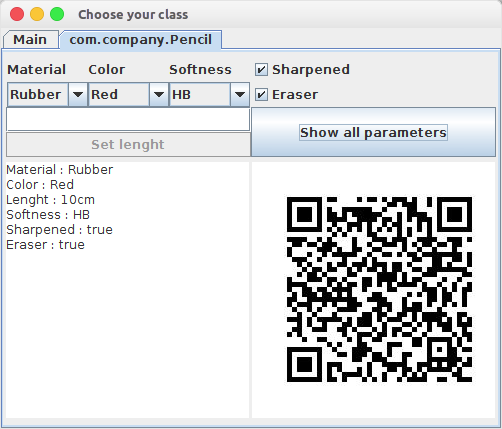 Choose your class
Main com.company.Pencil
Material Color Softness Sharpened
Rubber Red HB Eraser
Set lenght Show all parameters
Material : Rubber
Color : Red
Lenght : 10cm
Softness : HB
Sharpened : true
Eraser : true